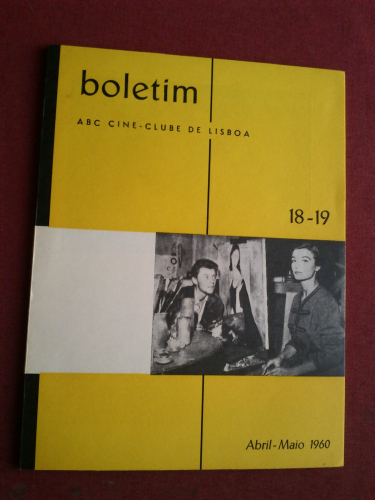 boletim
ABC CINE-CLUBE DE LISBOA
18-19
Abril-Maio 1960